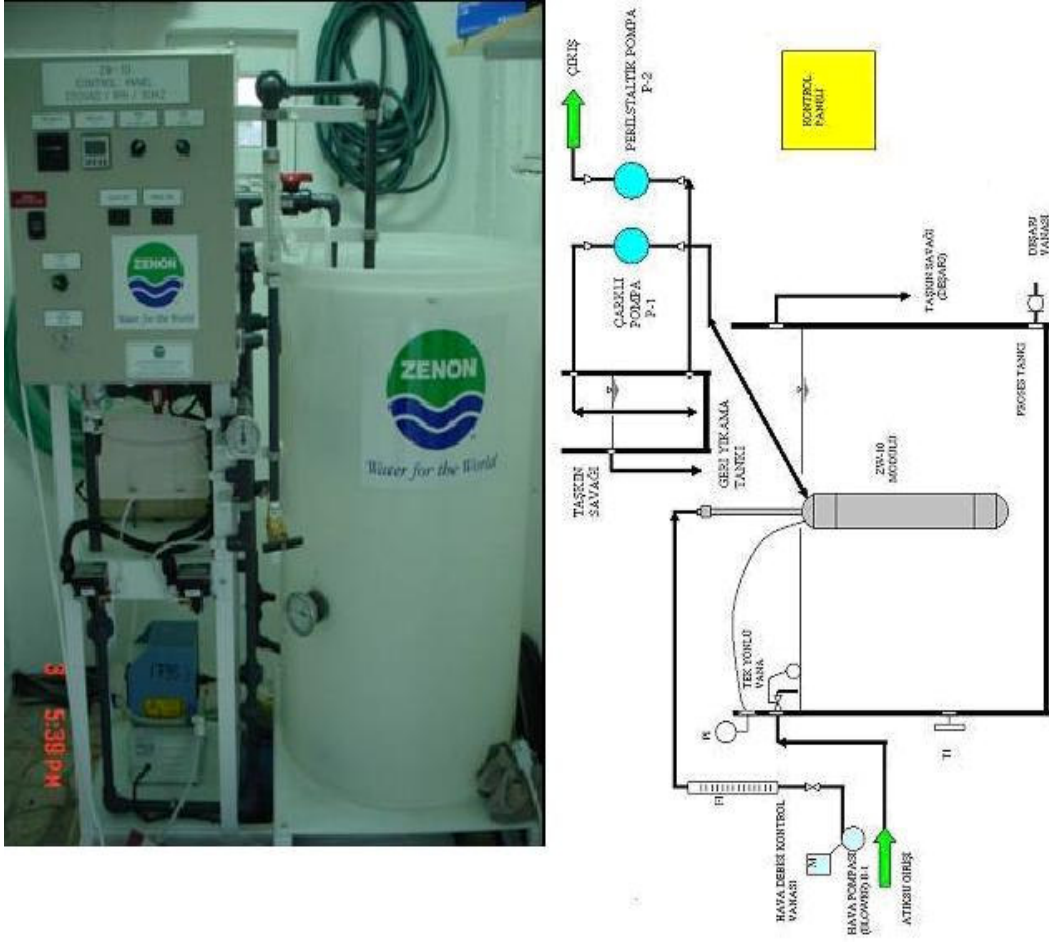 ZW-10
CONTROL PANEL
ZENON
Water for the World
ZENON
Water for the World
1796
5:39 PM
ÇIKIŞ
PERİLSTALTİK POMPA
P-2
ÇARKLI
POMPA
P-1
KONTROL
PANELİ
TAŞKIN
SAVAĞI
GERİ YIKAMA
TANKI
TAŞKIN SAVAĞI
(DEŞARJ)
DEŞARJ
VANASI
PROSES TANKI
ZW-10
MODÜLÜ
TEK YÖNLÜ
VANA
PI
TI
FI
M
HAVA DEBİSİ KONTROL
VANASI
HAVA POMPASI
(BLOWER) B-1
ATIKSU GİRİŞİ